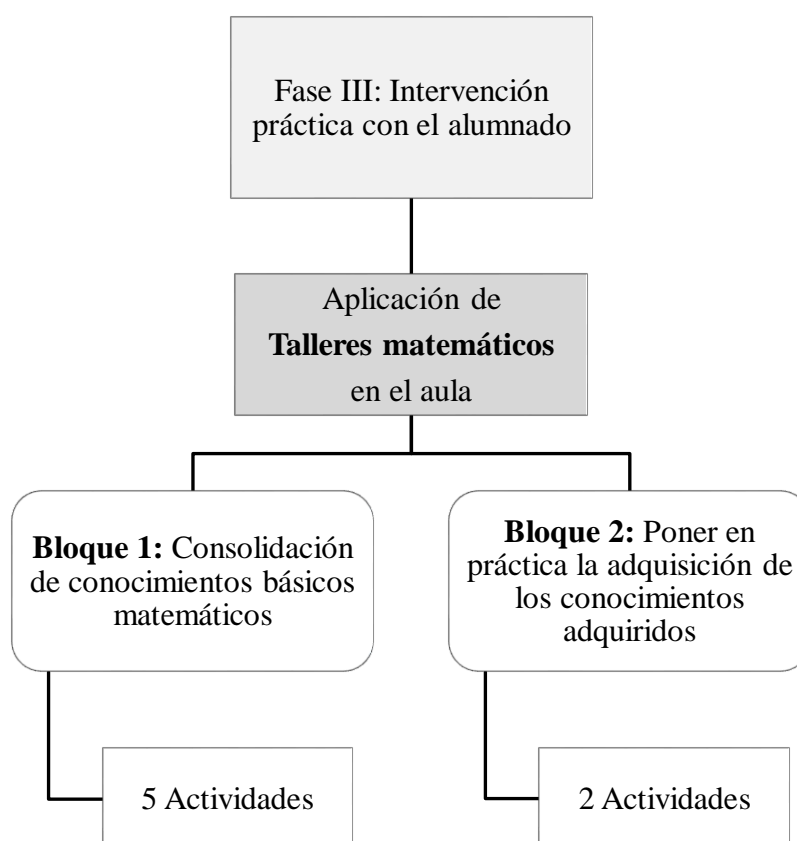 Fase III: Intervención
práctica con el alumnado
Aplicación de
Talleres matemáticos
en el aula
Bloque 1: Consolidación
de conocimientos básicos
matemáticos
Bloque 2: Poner en
práctica la adquisición de
los conocimientos
adquiridos
5 Actividades
2 Actividades